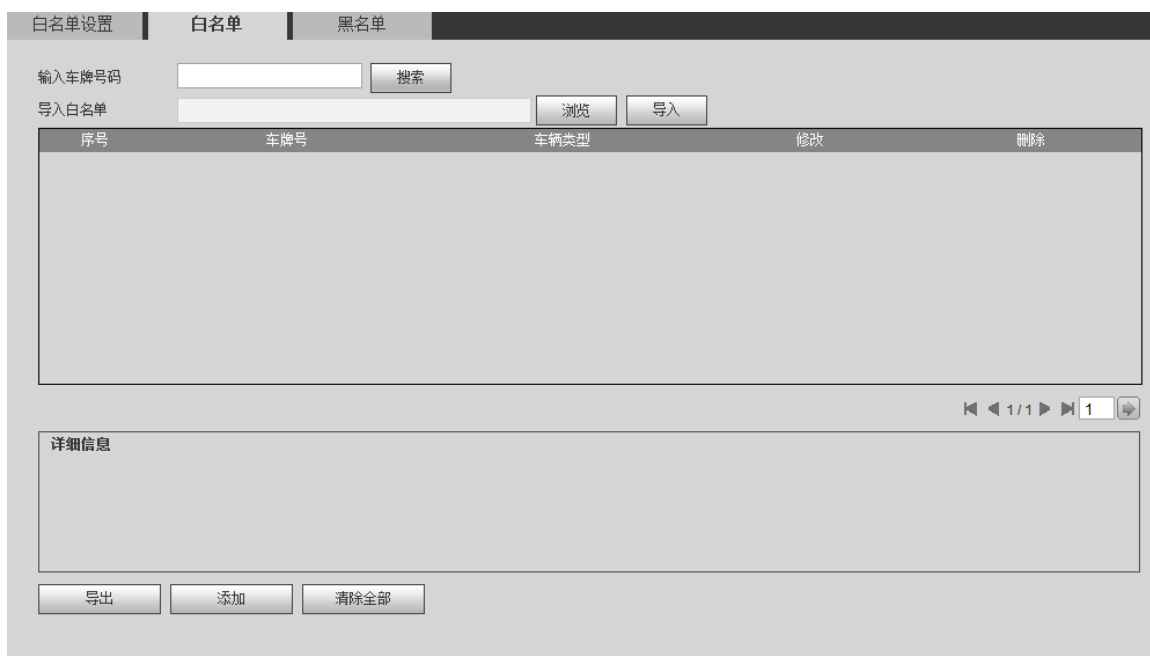 白名单设置 白名单 黑名单
输入车牌号码 搜索
导入白名单 浏览 导入
序号 车牌号 车辆类型 修改 删除
1/1 1
详细信息
导出 添加 清除全部